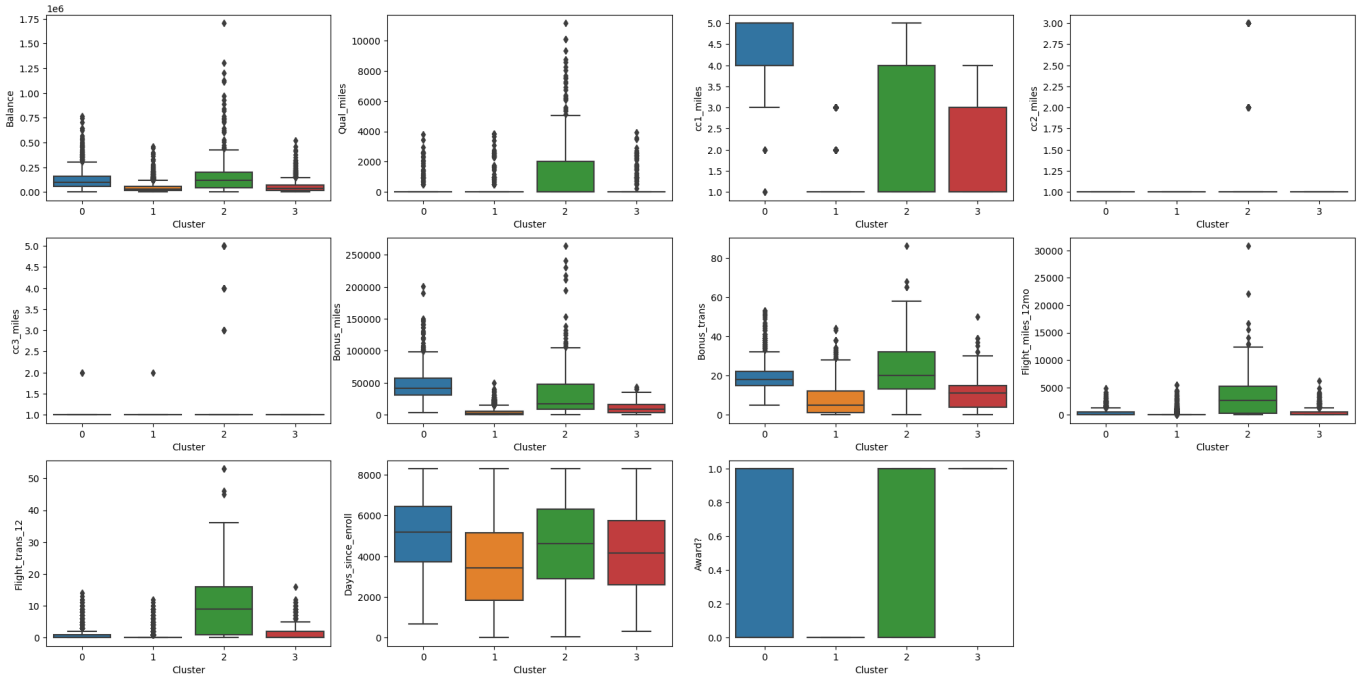 1e6
1.75
1.50
1.25
1.00
0.75
0.50
0.25
0.00
Balance
0 1 2 3
Cluster
10000
8000
6000
4000
2000
0
Qual_miles
0 1 2 3
Cluster
5.0
4.5
4.0
3.5
3.0
2.5
2.0
1.5
1.0
cc1_miles
0 1 2 3
Cluster
3.00
2.75
2.50
2.25
2.00
1.75
1.50
1.25
1.00
cc2_miles
0 1 2 3
Cluster
5.0
4.5
4.0
3.5
3.0
2.5
2.0
1.5
1.0
cc3_miles
0 1 2 3
Cluster
250000
200000
150000
100000
50000
0
Bonus_miles
0 1 2 3
Cluster
80
60
40
20
0
Bonus_trans
0 1 2 3
Cluster
30000
25000
20000
15000
10000
5000
0
Flight_miles_12mo
0 1 2 3
Cluster
50
40
30
20
10
0
Flight_trans_12
0 1 2 3
Cluster
8000
6000
4000
2000
0
Days_since_enroll
0 1 2 3
Cluster
1.0
0.8
0.6
0.4
0.2
0.0
Award?
0 1 2 3
Cluster